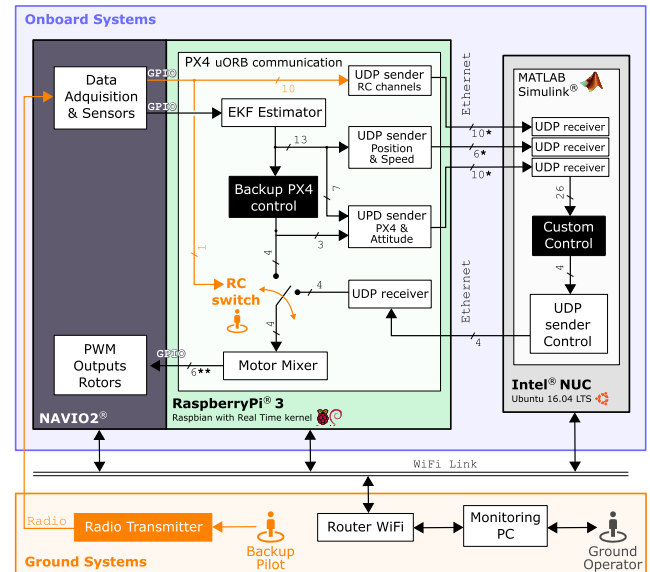 Onboard Systems
Data
Adquisition
& Sensors
GPIO
GPIO
PX4 uORB communication
10
EKF Estimator
13
Backup PX4
control
7
3
4
1
RC
switch
4
4
Motor Mixer
UDP sender
RC channels
UDP sender
Position
& Speed
UPD sender
PX4 &
Attitude
UDP receiver
Ethernet
10*
6*
10*
Ethernet
4
MATLAB
Simulink®
UDP receiver
UDP receiver
UDP receiver
26
Custom
Control
4
UDP
sender
Control
PWM
Outputs
Rotors
GPIO
6**
NAVIO2®
RaspberryPi® 3
Raspbian with Real Time kernel
Intel® NUC
Ubuntu 16.04 LTS
WiFi Link
Radio
Radio Transmitter
Backup
Pilot
Router WiFi
Monitoring
PC
Ground
Operator
Ground Systems